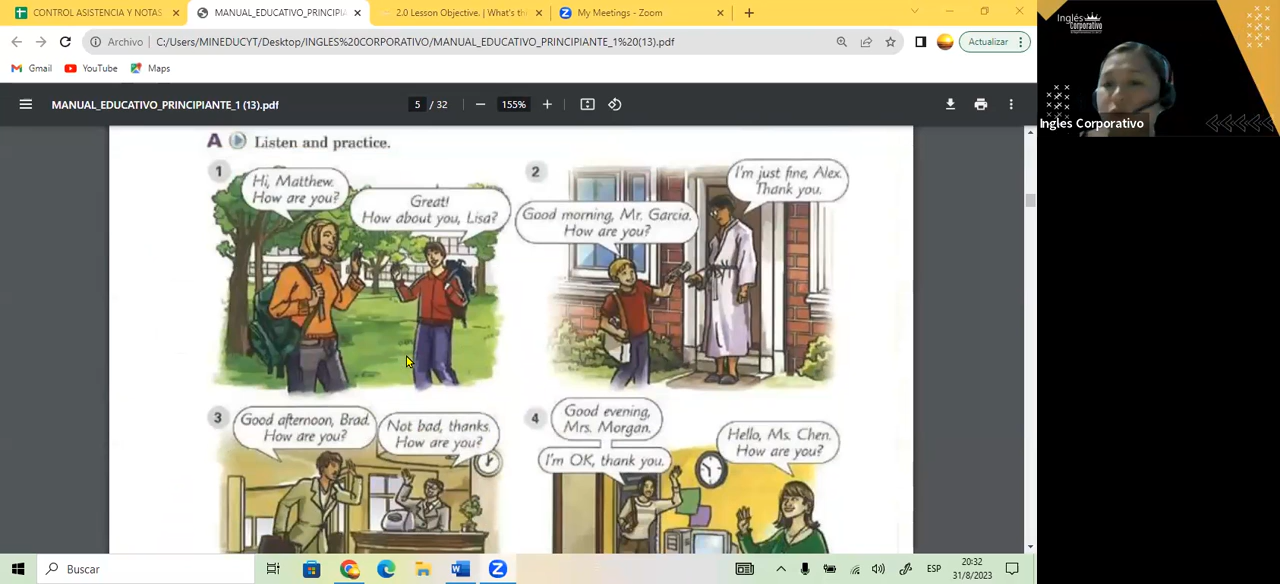 CONTROL ASISTENCIA Y NOTAS
MANUAL_EDUCATIVO_PRINCIPIA
2.0 Lesson Objective. | What's th
My Meetings - Zoom
Archivo
C:/Users/MINEDUCYT/Desktop/INGLES%20CORPORATIVO/MANUAL_EDUCATIVO_PRINCIPIANTE_1%20(13).pdf
Actualizar
Gmail
YouTube
Maps
MANUAL_EDUCATIVO_PRINCIPIANTE_1 (13).pdf
5 / 32
155%
A Listen and practice.
1
Hi, Matthew.
How are you?
Great!
How about you, Lisa?
2
Good morning, Mr. Garcia.
How are you?
I'm just fine, Alex.
Thank you.
3
Good afternoon, Brad.
How are you?
Not bad, thanks.
How are you?
4
Good evening,
Mrs. Morgan.
I'm OK, thank you.
Hello, Ms. Chen.
How are you?
Inglés
Corporativo
Ingles Corporativo
Buscar
ESP
20:32
31/8/2023